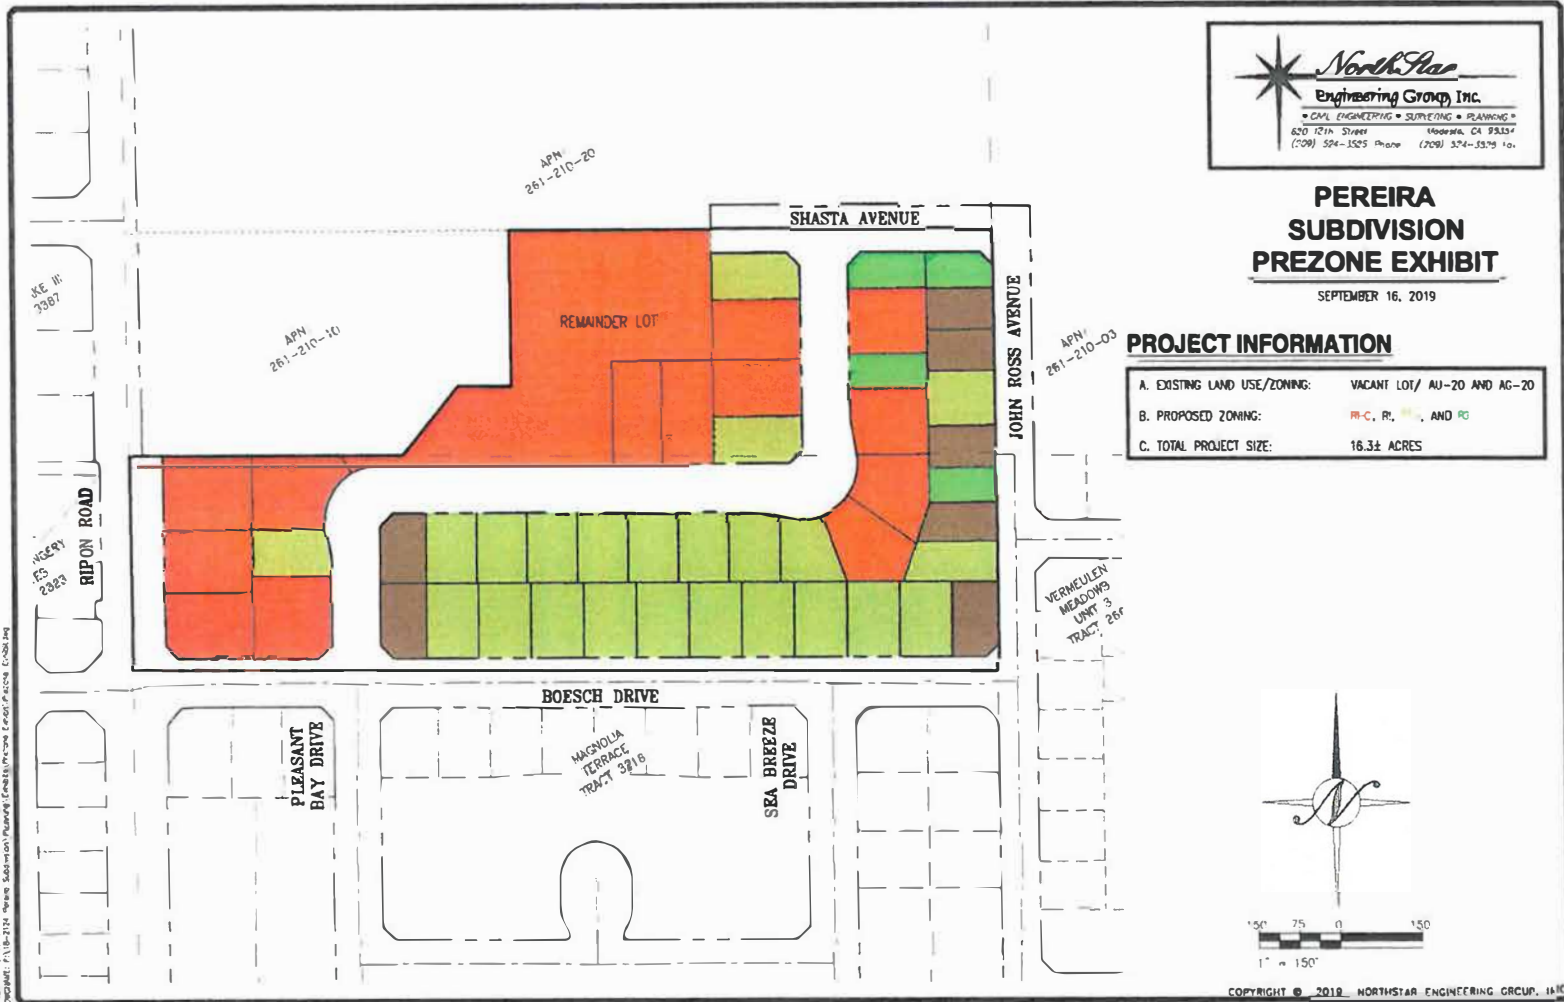 NorthStar
Engineering Group, Inc.
• CIVIL ENGINEERING • SURVEYING • PLANNING •
620 12th Street Modesto, CA 95354
(209) 524-3525 Phone (209)
PEREIRA
SUBDIVISION
PREZONE EXHIBIT
SEPTEMBER 16, 2019
PROJECT INFORMATION
A. EXISTING LAND USE/ZONING: VACANT LOT/ AU-20 AND AG-20
B. PROPOSED ZONING: R1-C, R1, , AND
C. TOTAL PROJECT SIZE: 16.3± ACRES
APN:
261-210-20
SHASTA AVENUE
JOHN ROSS AVENUE
APN:
261-210-03
REMAINDER LOT
APN:
261-210-10
RIPON ROAD
2323
VERMEULEN
MEADOWS
UNIT 3
TRACT
BOESCH DRIVE
PLEASANT
BAY DRIVE
MAGNOLIA
TERRACE
TRACT 3216
SEA BREEZE
DRIVE
N
150 75 0 150
1" = 150'
COPYRIGHT © 2019 NORTHSTAR ENGINEERING GROUP, INC